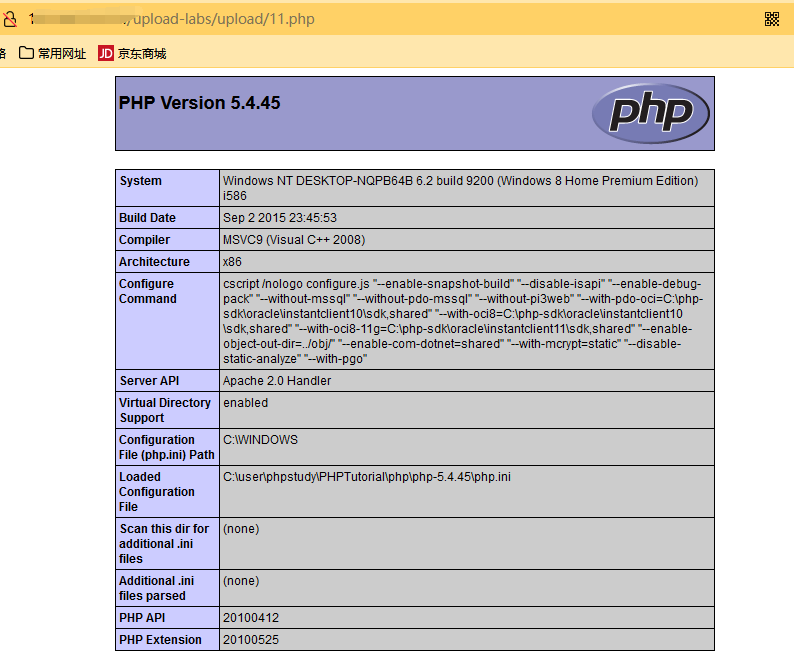 /upload-labs/upload/11.php
常用网址
JD 京东商城
PHP Version 5.4.45
php
System
Windows NT DESKTOP-NQPB64B 6.2 build 9200 (Windows 8 Home Premium Edition)
i586
Build Date
Sep 2 2015 23:45:53
Compiler
MSVC9 (Visual C++ 2008)
Architecture
x86
Configure
Command
cscript /nologo configure.js "--enable-snapshot-build" "--disable-isapi" "--enable-debug-
pack" "--without-mssql" "--without-pdo-mssql" "--without-pi3web" "--with-pdo-oci=C:\php-
sdk\oracle\instantclient10\sdk,shared" "--with-oci8=C:\php-sdk\oracle\instantclient10
\sdk,shared" "--with-oci8-11g=C:\php-sdk\oracle\instantclient11\sdk,shared" "--enable-
object-out-dir=../obj/" "--enable-com-dotnet=shared" "--with-mcrypt=static" "--disable-
static-analyze" "--with-pgo"
Server API
Apache 2.0 Handler
Virtual Directory
Support
enabled
Configuration
File (php.ini) Path
C:\WINDOWS
Loaded
Configuration
File
C:\user\phpstudy\PHPTutorial\php\php-5.4.45\php.ini
Scan this dir for
additional .ini
files
(none)
Additional .ini
files parsed
(none)
PHP API
20100412
PHP Extension
20100525